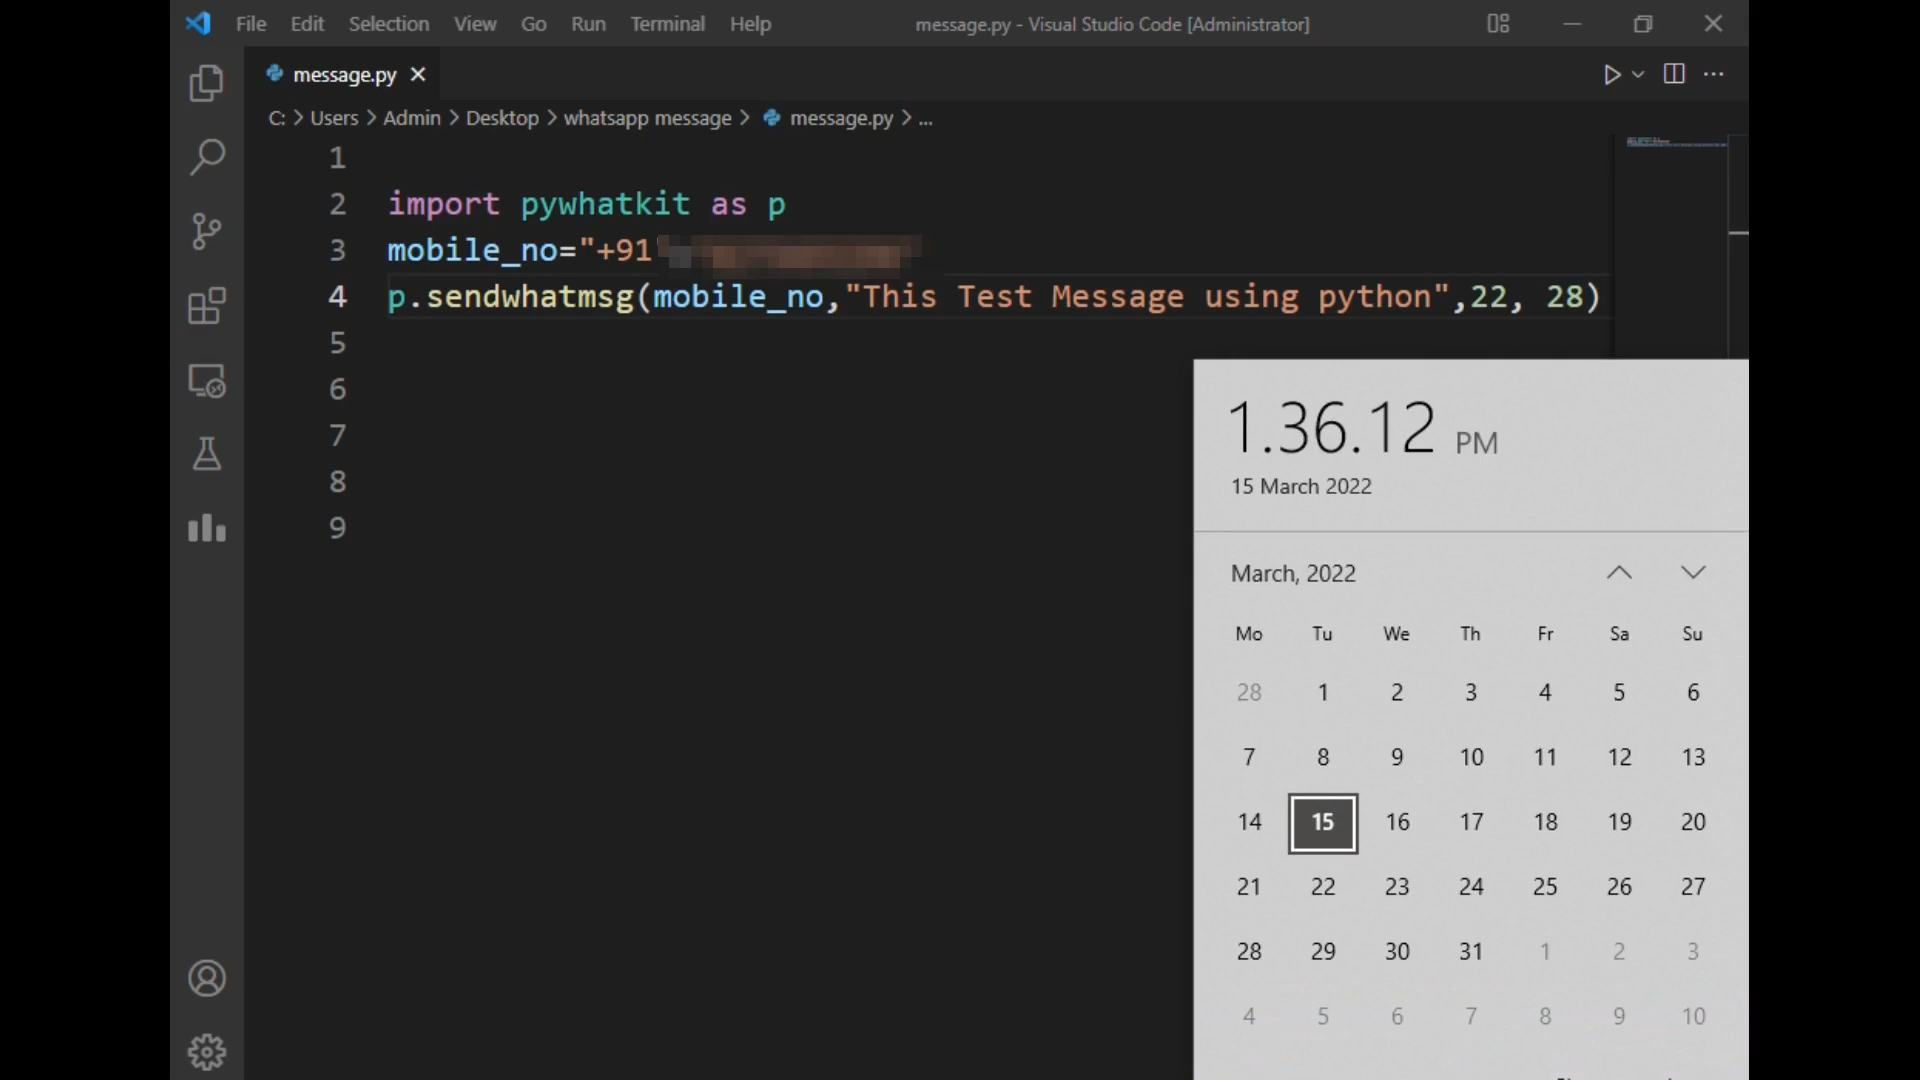 File Edit Selection View Go Run Terminal Help message.py - Visual Studio Code [Administrator]
message.py
C: > Users > Admin > Desktop > whatsapp message > message.py > ...
1
2 import pywhatkit as p
3 mobile_no="+91
4 p.sendwhatmsg(mobile_no,"This Test Message using python",22, 28)
5
6
7
8
9
1.36.12 PM
15 March 2022
March, 2022
Mo Tu We Th Fr Sa Su
28 1 2 3 4 5 6
7 8 9 10 11 12 13
14 15 16 17 18 19 20
21 22 23 24 25 26 27
28 29 30 31 1 2 3
4 5 6 7 8 9 10